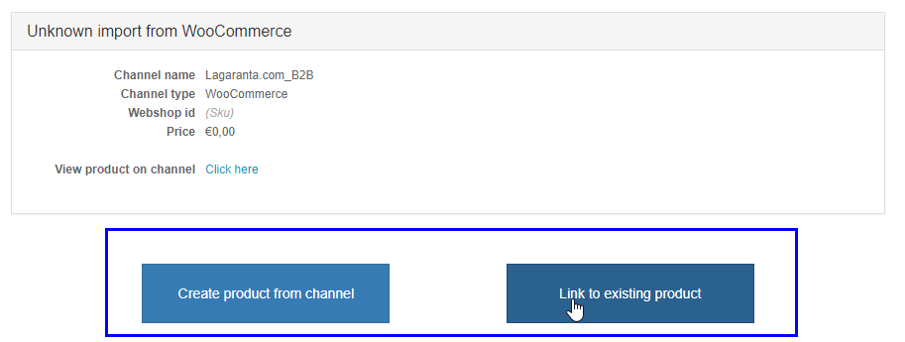 Unknown import from WooCommerce
Channel name Lagaranta.com_B2B
Channel type WooCommerce
Webshop id (Sku)
Price €0,00
View product on channel Click here
Create product from channel
Link to existing product